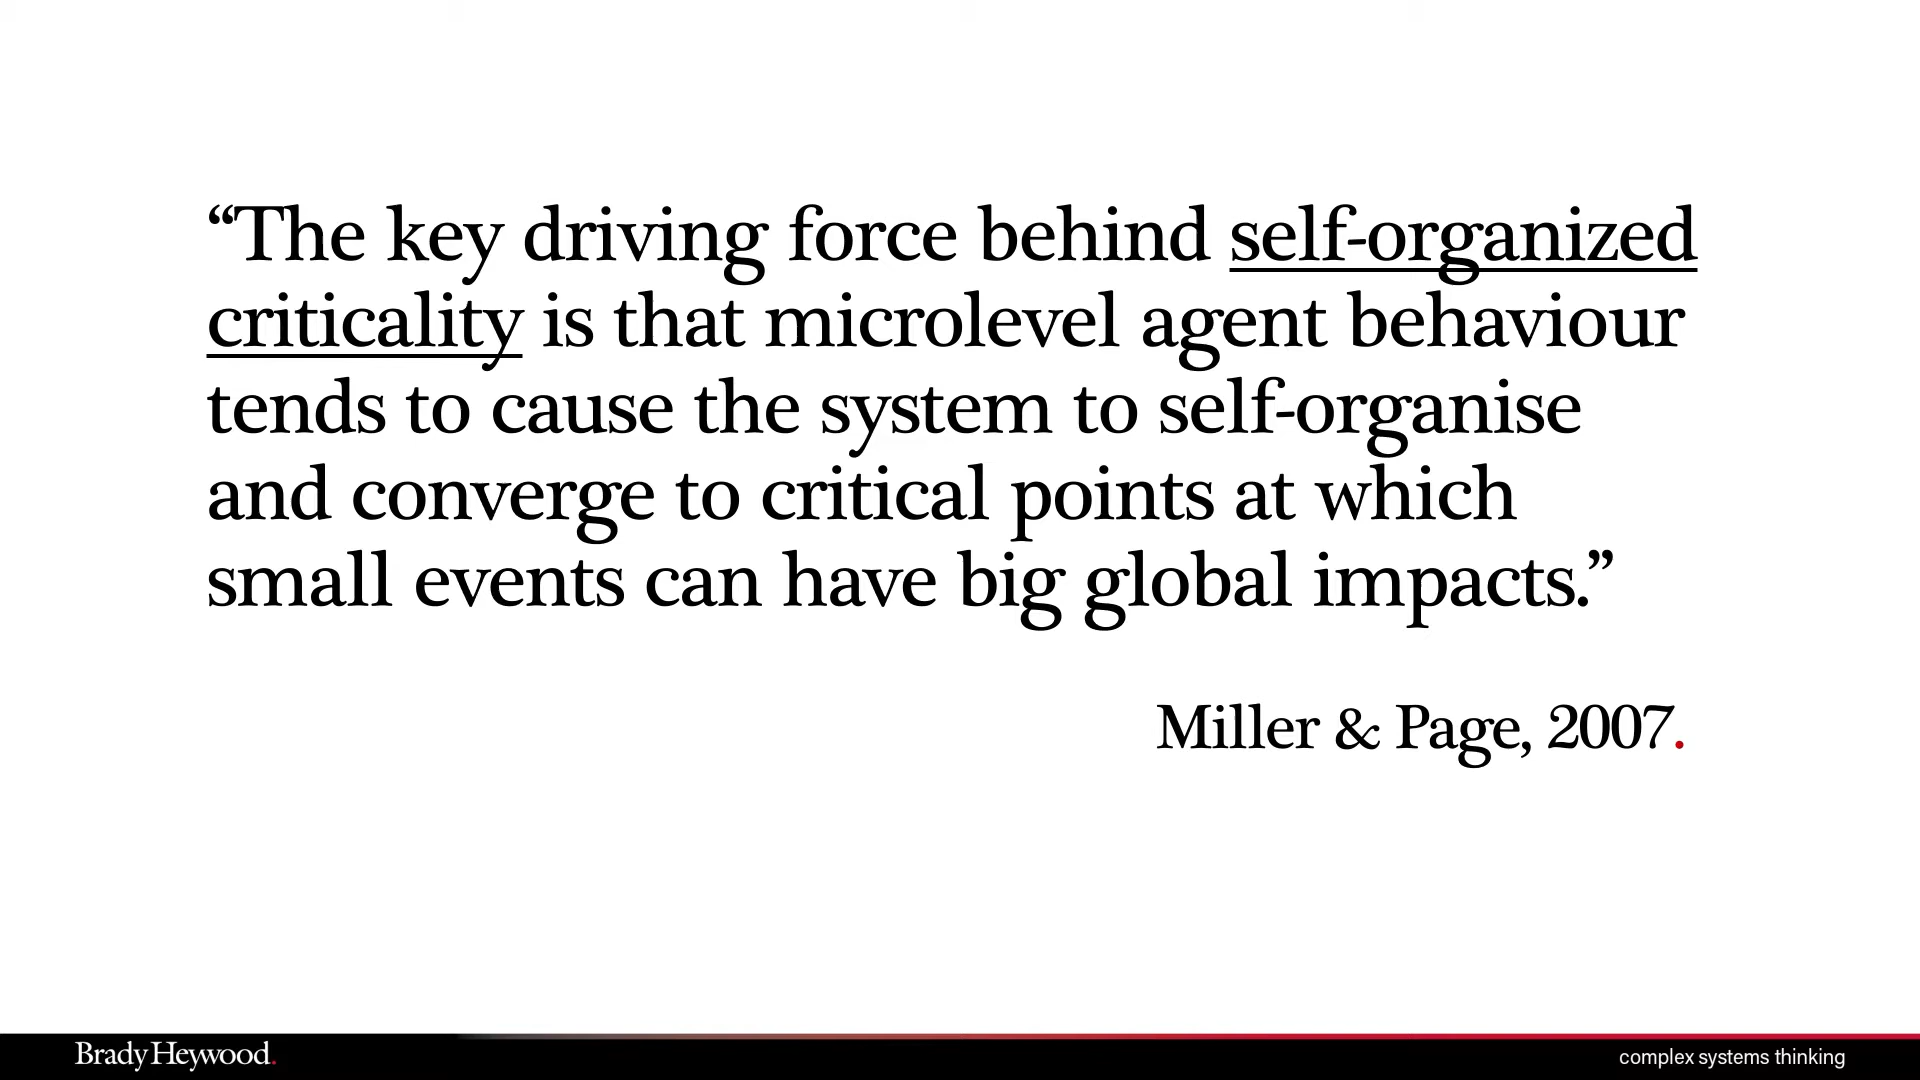 “The key driving force behind self-organized
criticality is that microlevel agent behaviour
tends to cause the system to self-organise
and converge to critical points at which
small events can have big global impacts.”
Miller & Page, 2007.
Brady Heywood.
complex systems thinking